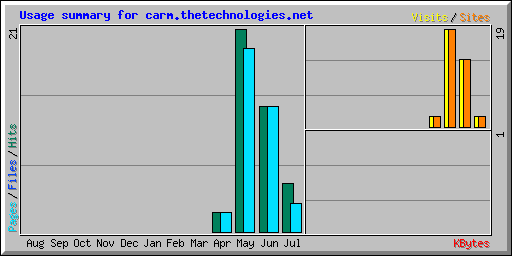 Usage summary for carm.thetechnologies.net
Visits/Sites
21
19
Pages/Files/Hits
1
Aug Sep Oct Nov Dec Jan Feb Mar Apr May Jun Jul
KBytes